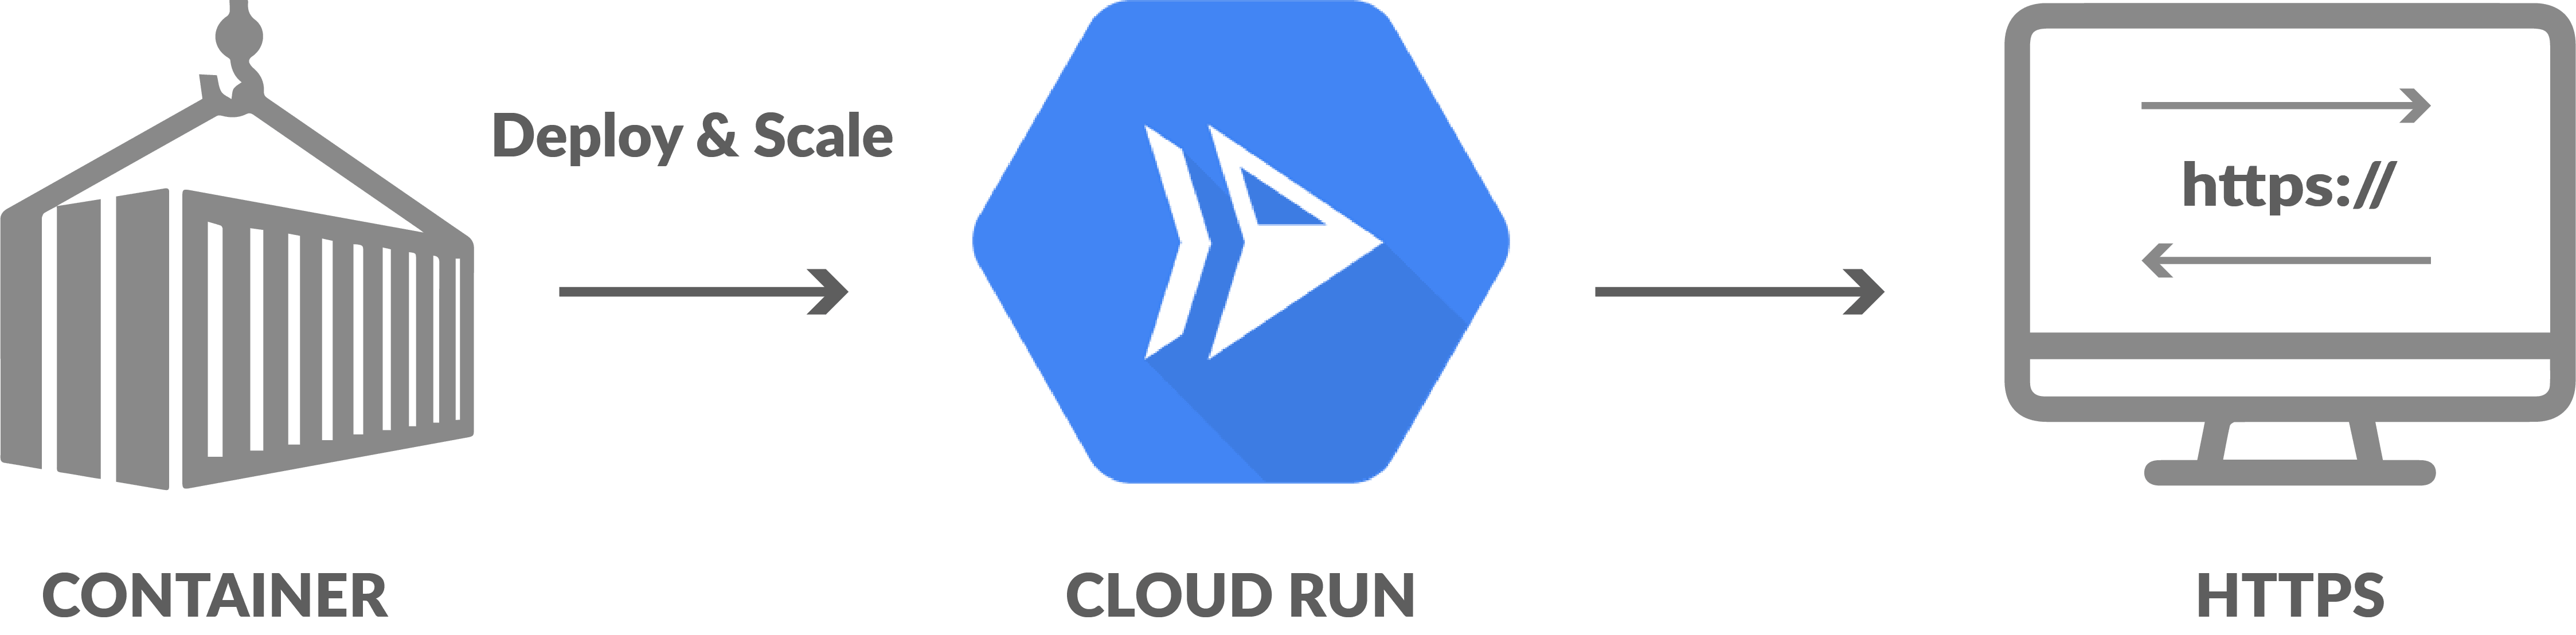 Deploy & Scale
https://
CONTAINER
CLOUD RUN
HTTPS